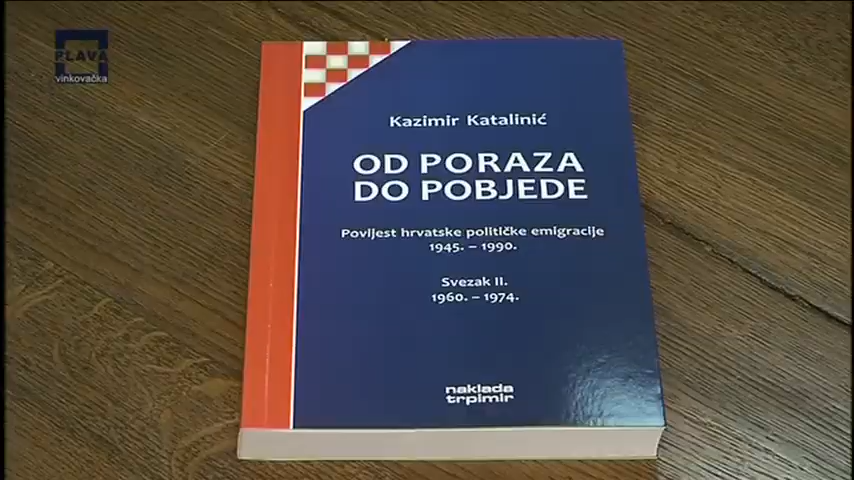 PLAVA
vinkovačka
Kazimir Katalinić
OD PORAZA
DO POBJEDE
Povijest hrvatske političke emigracije
1945. – 1990.
Svezak II.
1960. – 1974.
naklada
trpimir